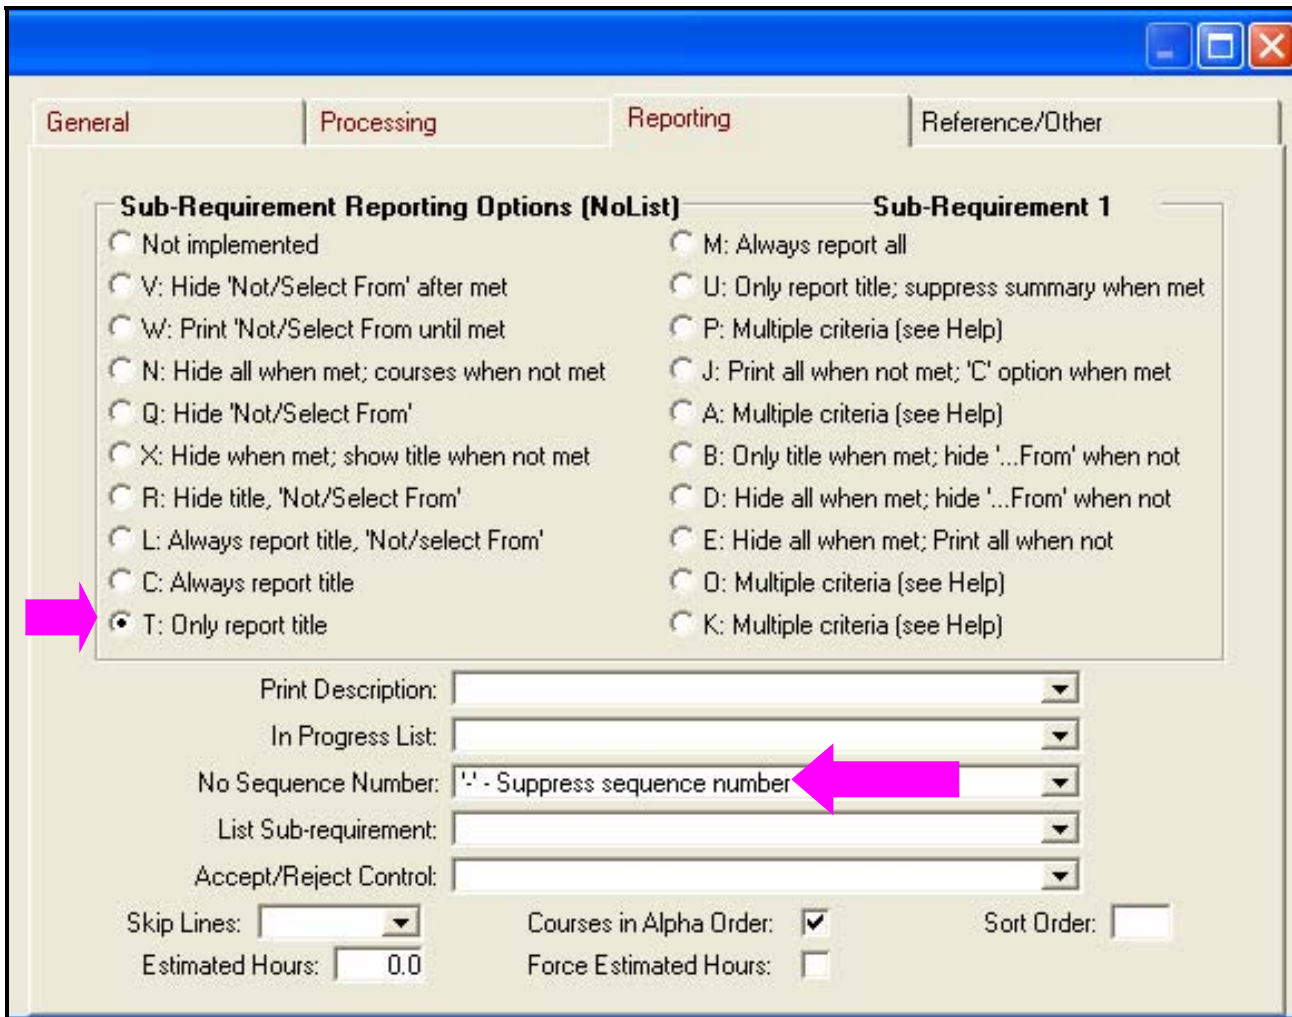 General Processing Reporting Reference/Other
Sub-Requirement Reporting Options (NoList) Sub-Requirement 1
Not implemented
V: Hide 'Not/Select From' after met
W: Print 'Not/Select From until met
N: Hide all when met; courses when not met
Q: Hide 'Not/Select From'
X: Hide when met; show title when not met
R: Hide title, 'Not/Select From'
L: Always report title, 'Not/select From'
C: Always report title
T: Only report title
M: Always report all
U: Only report title; suppress summary when met
P: Multiple criteria (see Help)
J: Print all when not met; 'C' option when met
A: Multiple criteria (see Help)
B: Only title when met; hide '...From' when not
D: Hide all when met; hide '...From' when not
E: Hide all when met; Print all when not
O: Multiple criteria (see Help)
K: Multiple criteria (see Help)
Print Description:
In Progress List:
No Sequence Number: '-' - Suppress sequence number
List Sub-requirement:
Accept/Reject Control:
Skip Lines: Courses in Alpha Order: Sort Order:
Estimated Hours: 0.0 Force Estimated Hours: